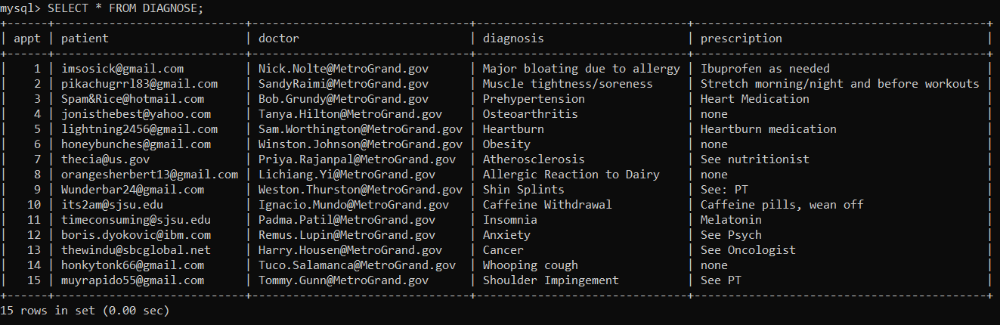 mysql> SELECT * FROM DIAGNOSE;
+------+---------------------------+--------------------------------+-------------------------------+-------------------------------------------+
| appt | patient                   | doctor                         | diagnosis                     | prescription                              |
+------+---------------------------+--------------------------------+-------------------------------+-------------------------------------------+
|    1 | imsosick@gmail.com        | Nick.Nolte@MetroGrand.gov      | Major bloating due to allergy | Ibuprofen as needed                       |
|    2 | pikachugrrl83@gmail.com   | SandyRaimi@MetroGrand.gov      | Muscle tightness/soreness     | Stretch morning/night and before workouts |
|    3 | Spam&Rice@hotmail.com     | Bob.Grundy@MetroGrand.gov      | Prehypertension               | Heart Medication                          |
|    4 | jonisthebest@yahoo.com    | Tanya.Hilton@MetroGrand.gov    | Osteoarthritis                | none                                      |
|    5 | lightning2456@gmail.com   | Sam.Worthington@MetroGrand.gov | Heartburn                     | Heartburn medication                      |
|    6 | honeybunches@gmail.com    | Winston.Johnson@MetroGrand.gov | Obesity                       | none                                      |
|    7 | thecia@us.gov             | Priya.Rajanpal@MetroGrand.gov  | Atherosclerosis               | See nutritionist                          |
|    8 | orangesherbert13@gmail.com | Lichiang.Yi@MetroGrand.gov     | Allergic Reaction to Dairy    | none                                      |
|    9 | Wunderbar24@gmail.com     | Weston.Thurston@MetroGrand.gov | Shin Splints                  | See: PT                                   |
|   10 | its2am@sjsu.edu           | Ignacio.Mundo@MetroGrand.gov   | Caffeine Withdrawal           | Caffeine pills, wean off                  |
|   11 | timeconsuming@sjsu.edu    | Padma.Patil@MetroGrand.gov     | Insomnia                      | Melatonin                                 |
|   12 | boris.dyokovic@ibm.com    | Remus.Lupin@MetroGrand.gov     | Anxiety                       | See Psych                                 |
|   13 | thewindu@sbcglobal.net    | Harry.Housen@MetroGrand.gov    | Cancer                        | See Oncologist                            |
|   14 | honkytonk66@gmail.com     | Tuco.Salamanca@MetroGrand.gov  | Whooping cough                | none                                      |
|   15 | muyrapido55@gmail.com     | Tommy.Gunn@MetroGrand.gov      | Shoulder Impingement          | See PT                                    |
+------+---------------------------+--------------------------------+-------------------------------+-------------------------------------------+
15 rows in set (0.00 sec)